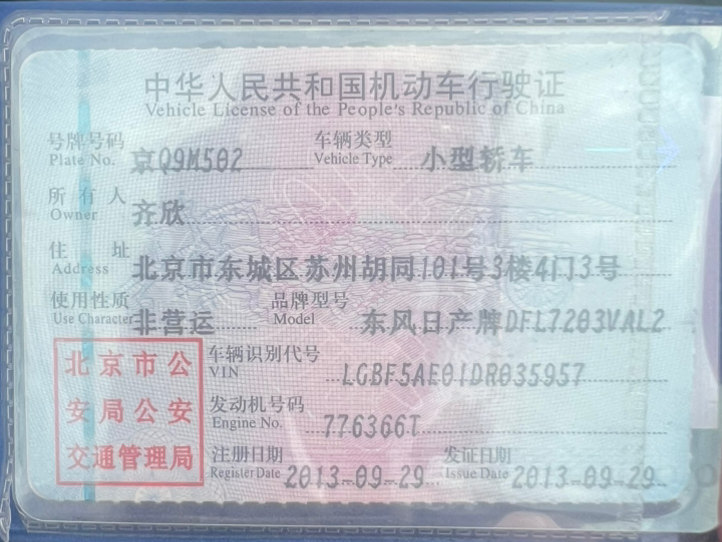 中华人民共和国机动车行驶证
Vehicle License of the People's Republic of China
号牌号码 京Q9M502 车辆类型 小型轿车
Plate No. Vehicle Type
所有人 齐欣
Owner
住址 北京市东城区苏州胡同101号3楼4门3号
Address
使用性质 非营运 品牌型号 东风日产牌DFL7203VAL2
Use Character Model
北京市公安局公安交通管理局
车辆识别代号 LGBF5AE01DR035957
VIN
发动机号码 776366T
Engine No.
注册日期 2013-09-29 发证日期 2013-09-29
Register Date Issue Date